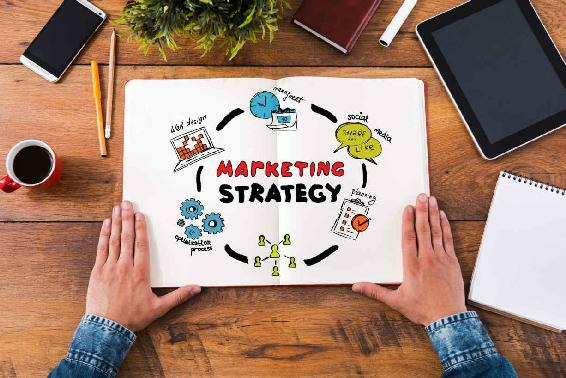 web design
social
media
SHARE
LIKE
MARKETING
STRATEGY
planning
optimization
process